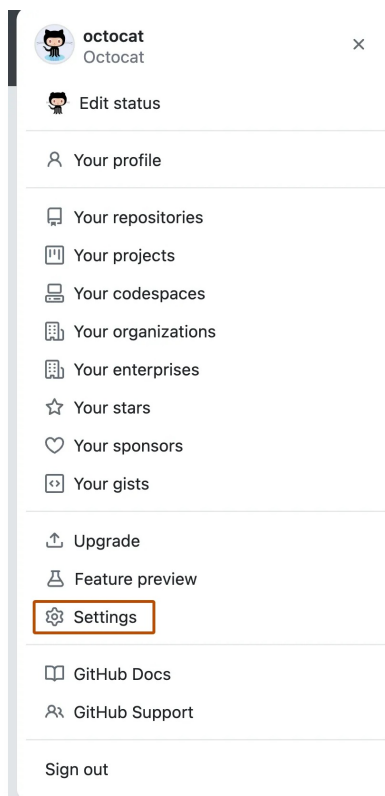 octocat
Octocat
Edit status
Your profile
Your repositories
Your projects
Your codespaces
Your organizations
Your enterprises
Your stars
Your sponsors
Your gists
Upgrade
Feature preview
Settings
GitHub Docs
GitHub Support
Sign out